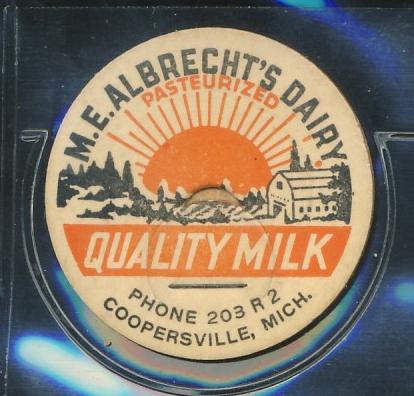 M.E. ALBRECHT'S DAIRY
PASTEURIZED
QUALITY MILK
PHONE 203 R 2
COOPERSVILLE, MICH.